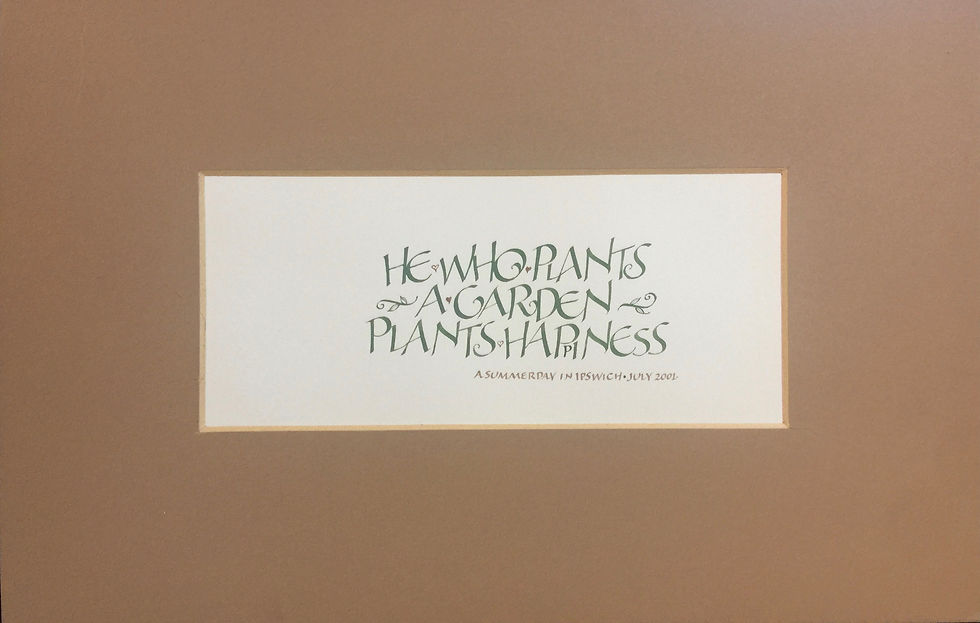 HE WHO PLANTS
A GARDEN
PLANTS HAPPINESS
A SUMMERDAY IN IPSWICH • JULY 2001